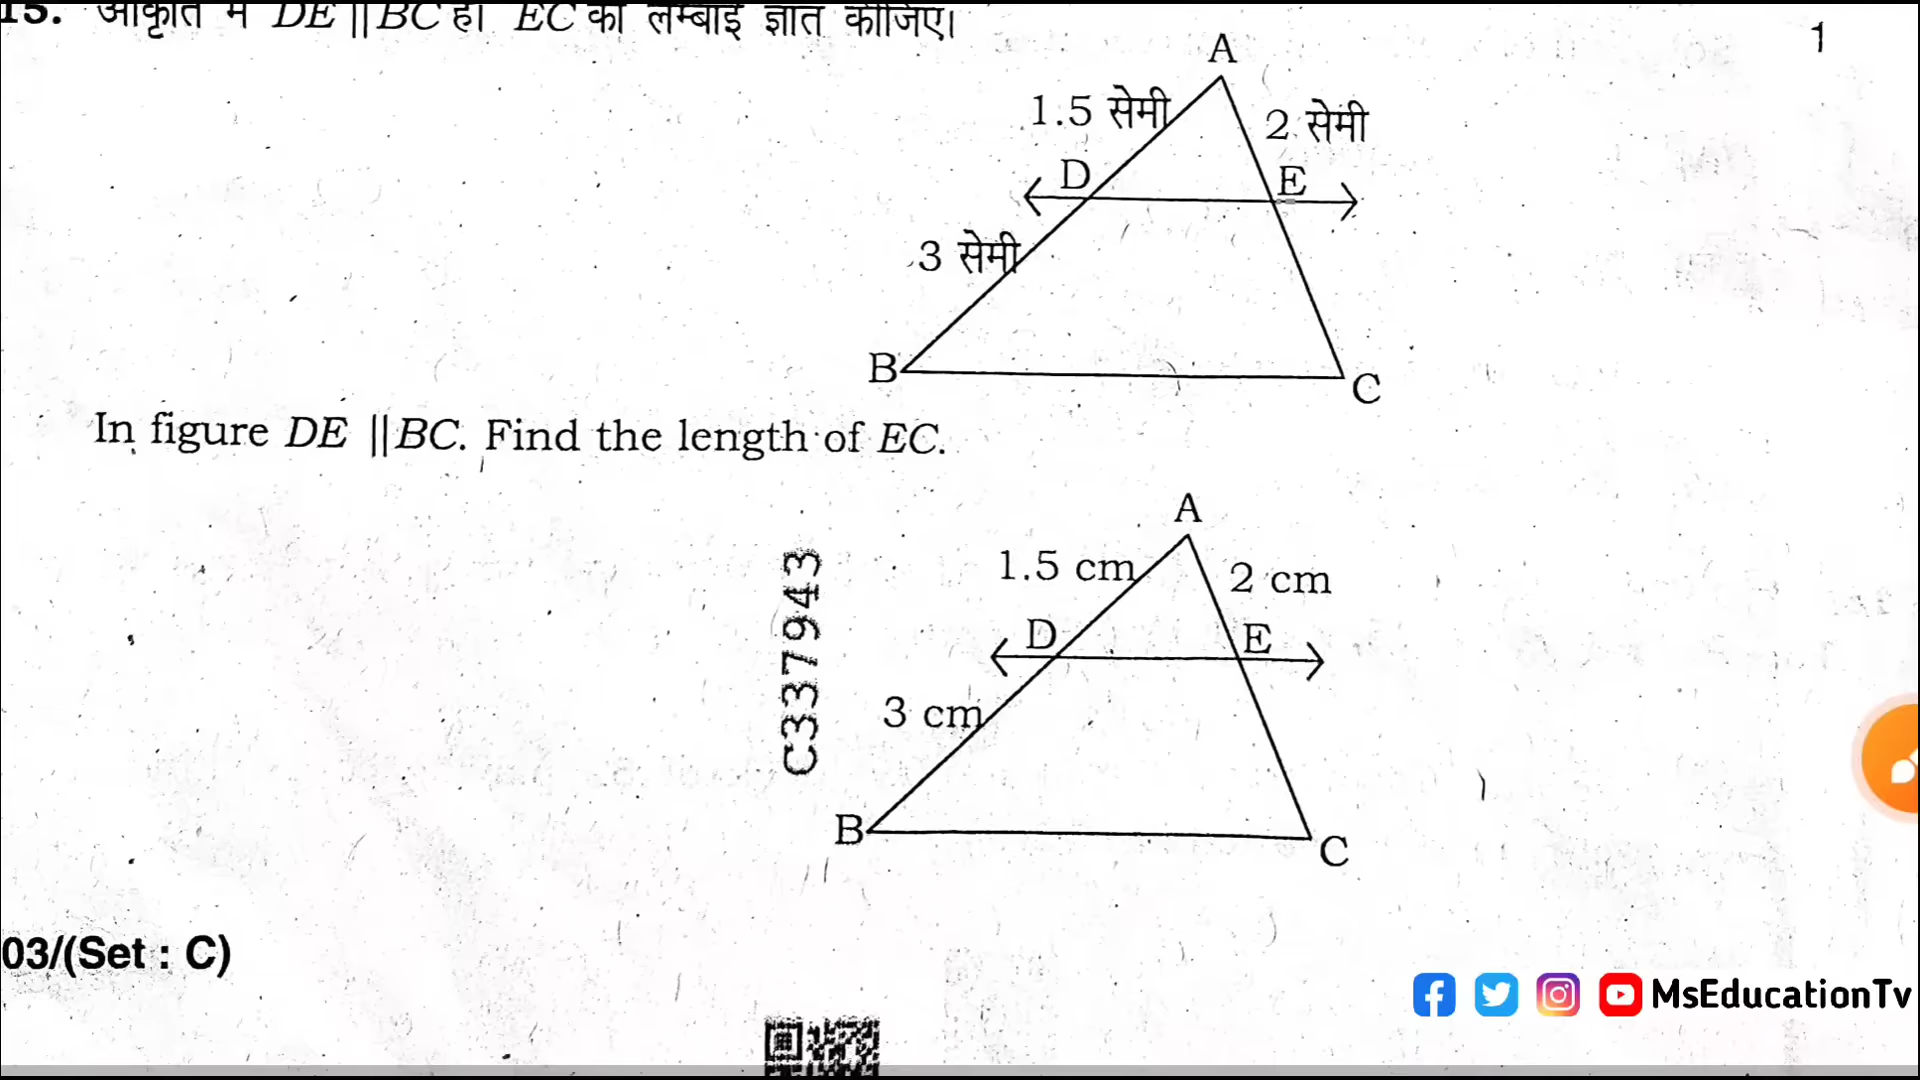 15. आकृति में DE || BC है। EC की लम्बाई ज्ञात कीजिए।
1
A
1.5 सेमी
2 सेमी
D
E
3 सेमी
B
C
In figure DE || BC. Find the length of EC.
A
1.5 cm
2 cm
D
E
3 cm
B
C
C337943
03/(Set : C)
MsEducationTv